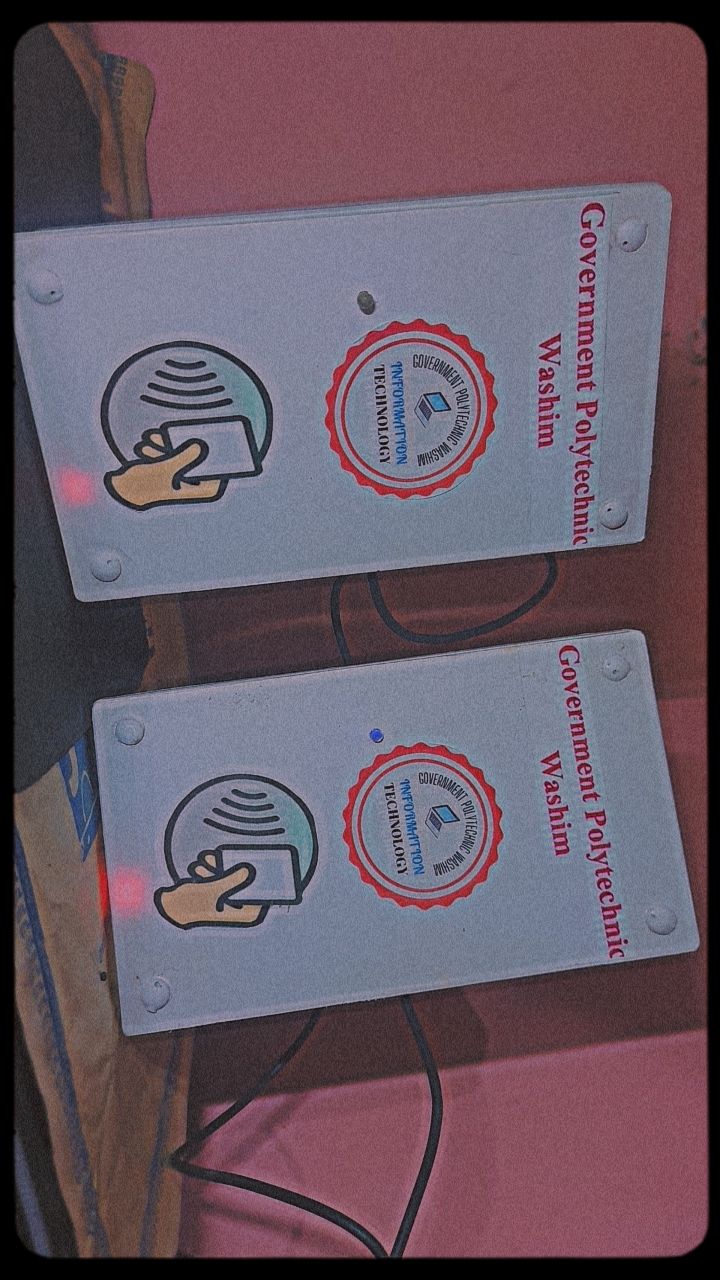 Government Polytechnic
Washim
GOVERNMENT POLYTECHNIC WASHIM
INFORMATION
TECHNOLOGY
Government Polytechnic
Washim
GOVERNMENT POLYTECHNIC WASHIM
INFORMATION
TECHNOLOGY